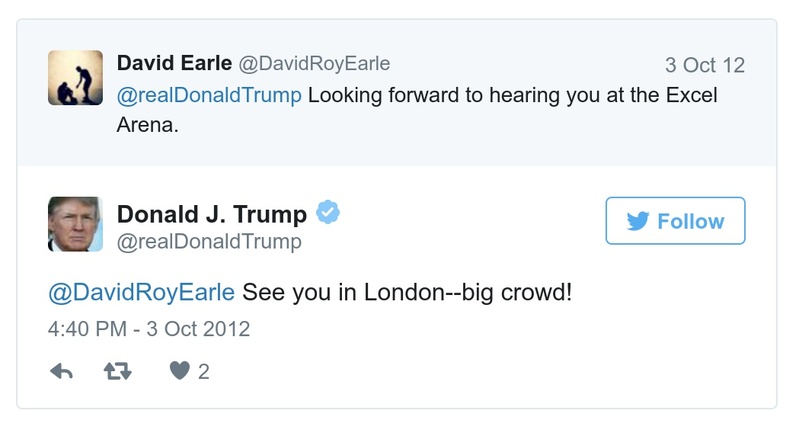 David Earle @DavidRoyEarle 3 Oct 12
@realDonaldTrump Looking forward to hearing you at the Excel
Arena.
Donald J. Trump
Follow
@realDonaldTrump
@DavidRoyEarle See you in London--big crowd!
4:40 PM - 3 Oct 2012
2